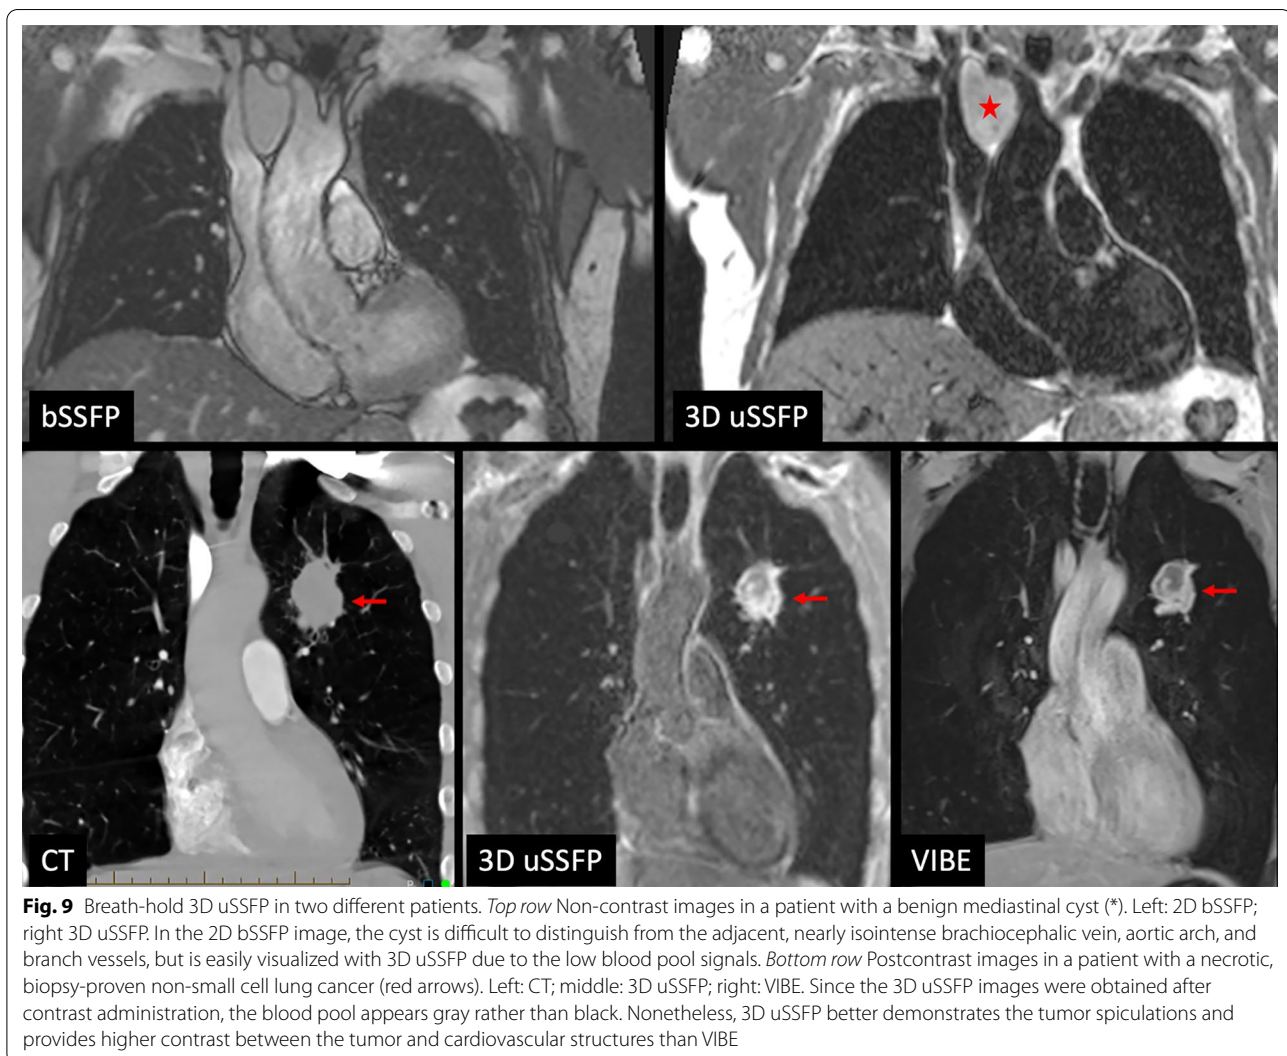 bSSFP
3D uSSFP
CT
3D uSSFP
VIBE
Fig. 9 Breath-hold 3D uSSFP in two different patients. Top row Non-contrast images in a patient with a benign mediastinal cyst (*). Left: 2D bSSFP;
right 3D uSSFP. In the 2D bSSFP image, the cyst is difficult to distinguish from the adjacent, nearly isointense brachiocephalic vein, aortic arch, and
branch vessels, but is easily visualized with 3D uSSFP due to the low blood pool signals. Bottom row Postcontrast images in a patient with a necrotic,
biopsy-proven non-small cell lung cancer (red arrows). Left: CT; middle: 3D uSSFP; right: VIBE. Since the 3D uSSFP images were obtained after
contrast administration, the blood pool appears gray rather than black. Nonetheless, 3D uSSFP better demonstrates the tumor spiculations and
provides higher contrast between the tumor and cardiovascular structures than VIBE